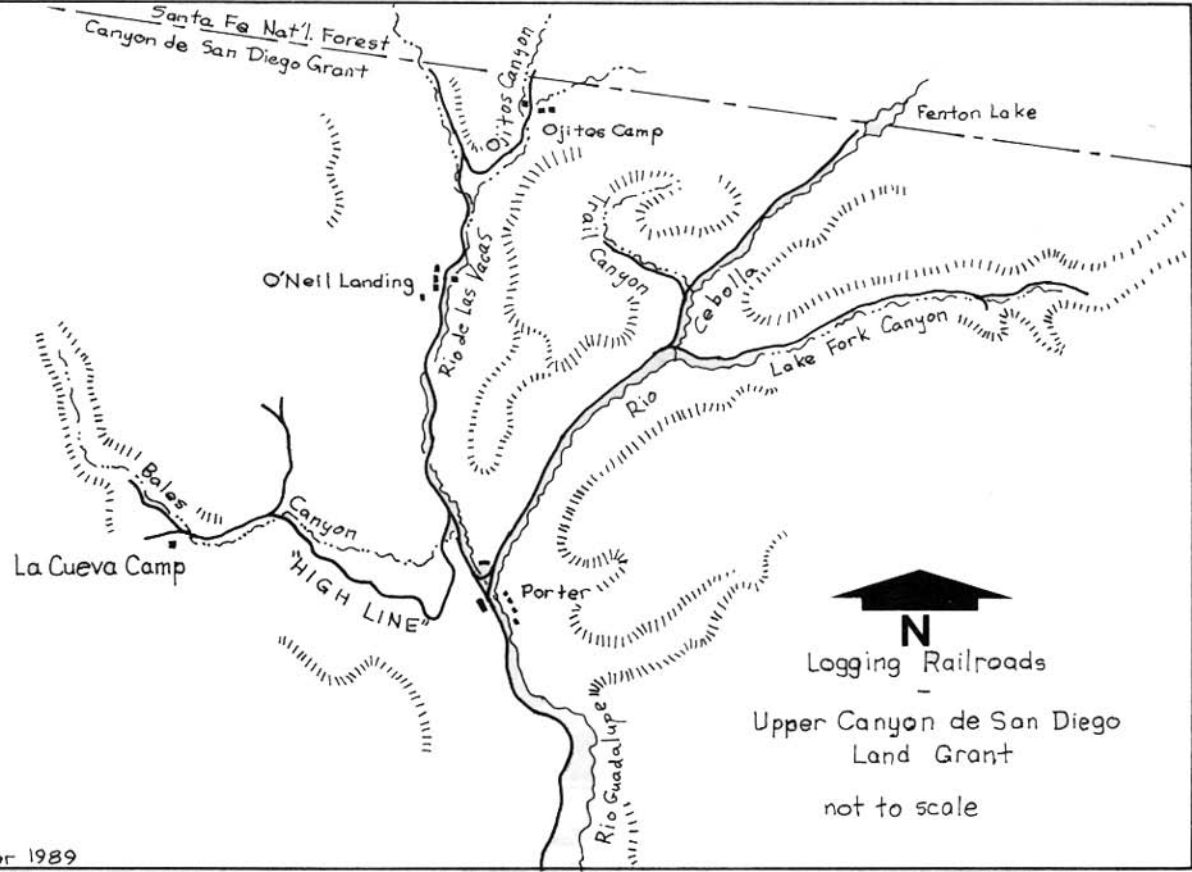 Santa Fe Nat'l. Forest
Canyon de San Diego Grant
Ojitos Canyon
Ojitos Camp
Fenton Lake
Trail
Canyon
O'Neil Landing
Rio de Las Vacas
Cebolla
Lake Fork Canyon
Rio
Bales
Canyon
La Cueva Camp
"HIGH LINE"
Porter
N
Logging Railroads
-
Upper Canyon de San Diego
Land Grant
Rio Guadalupe
not to scale
1989